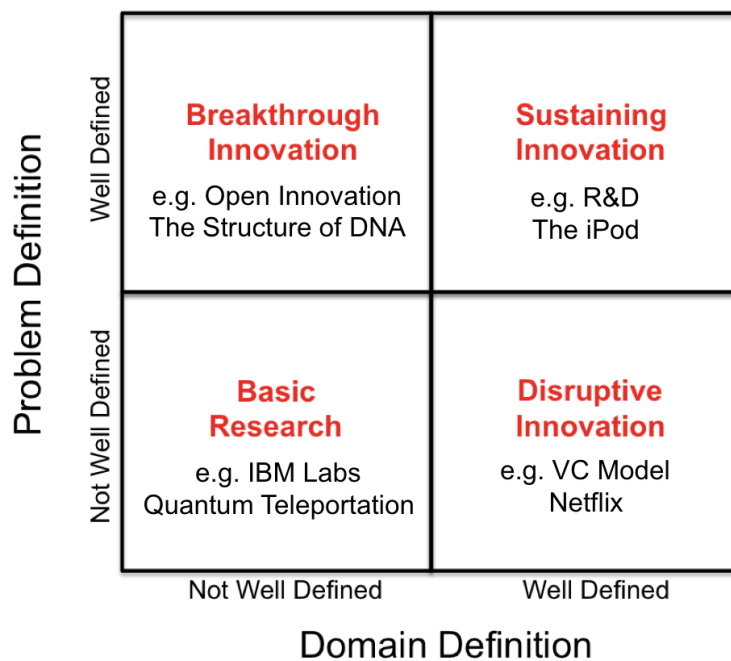 Problem Definition
Well Defined
Not Well Defined
Breakthrough
Innovation
e.g. Open Innovation
The Structure of DNA
Sustaining
Innovation
e.g. R&D
The iPod
Basic
Research
e.g. IBM Labs
Quantum Teleportation
Disruptive
Innovation
e.g. VC Model
Netflix
Not Well Defined
Well Defined
Domain Definition